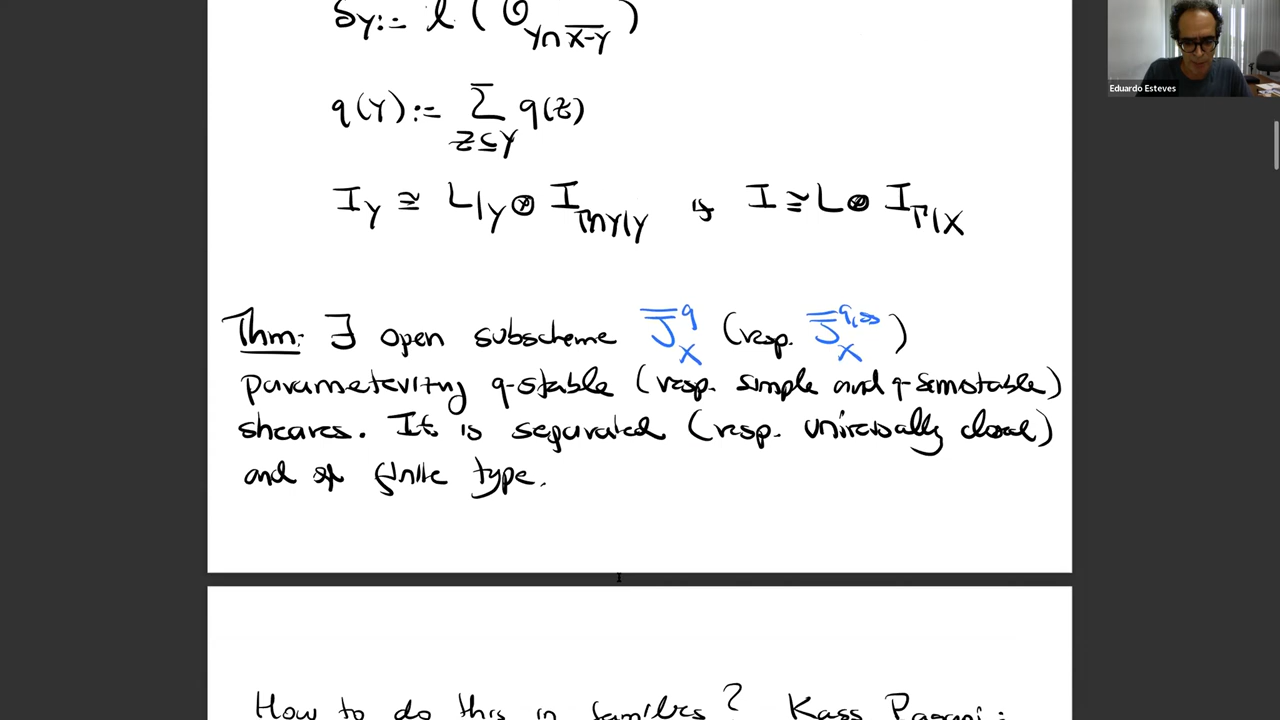 δ_Y := ℓ ( O_{Y∩\overline{X-Y}} )
Eduardo Esteves
q(Y) := Σ_{Z⊆Y} q(Z)
I_Y ≅ L|_Y ⊗ I_{Γ∩Y|Y} if I ≅ L ⊗ I_{Γ|X}
Thm: ∃ open subscheme \overline{J}^q_X (resp. \overline{J}^{q,ss}_X)
q-stable (resp. simple and q-semistable)
sheaves. It is separated (resp. universally closed)
and of finite type.
How to do this in families? Kass Pagani: